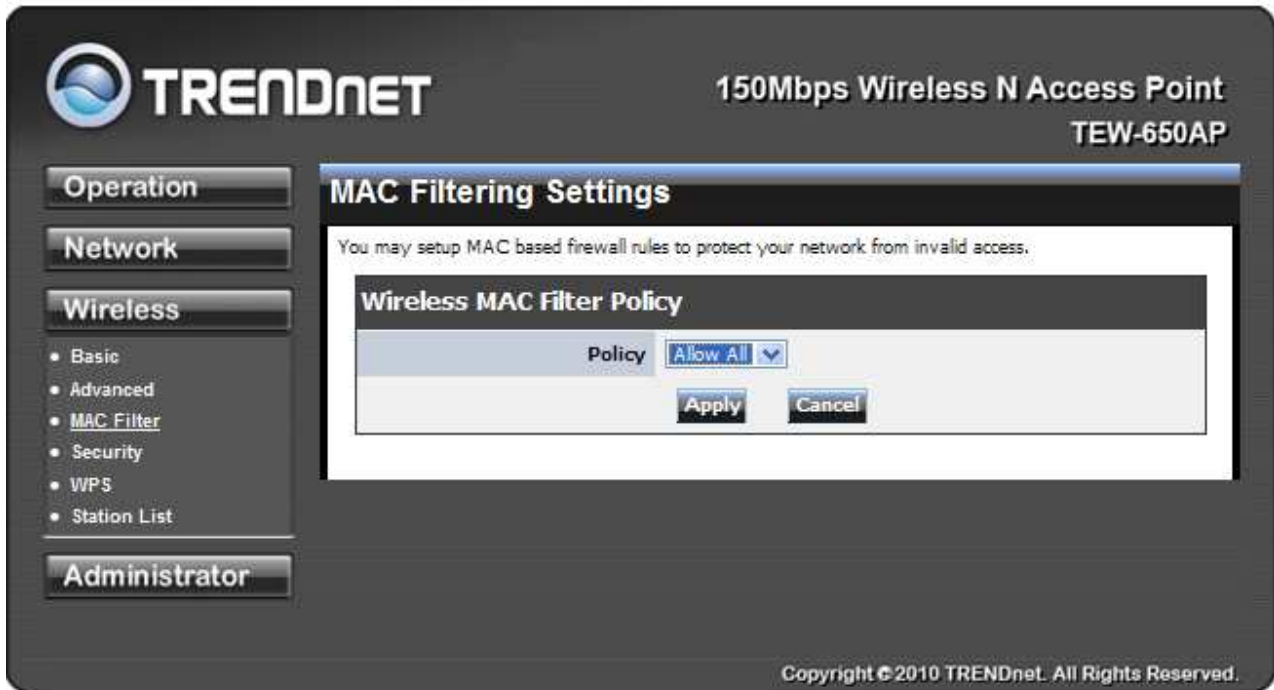 TRENDNET
150Mbps Wireless N Access Point
TEW-650AP
Operation
Network
Wireless
• Basic
• Advanced
• MAC Filter
• Security
• WPS
• Station List
Administrator
MAC Filtering Settings
You may setup MAC based firewall rules to protect your network from invalid access.
Wireless MAC Filter Policy
Policy Allow All
Apply Cancel
Copyright © 2010 TRENDnet. All Rights Reserved.